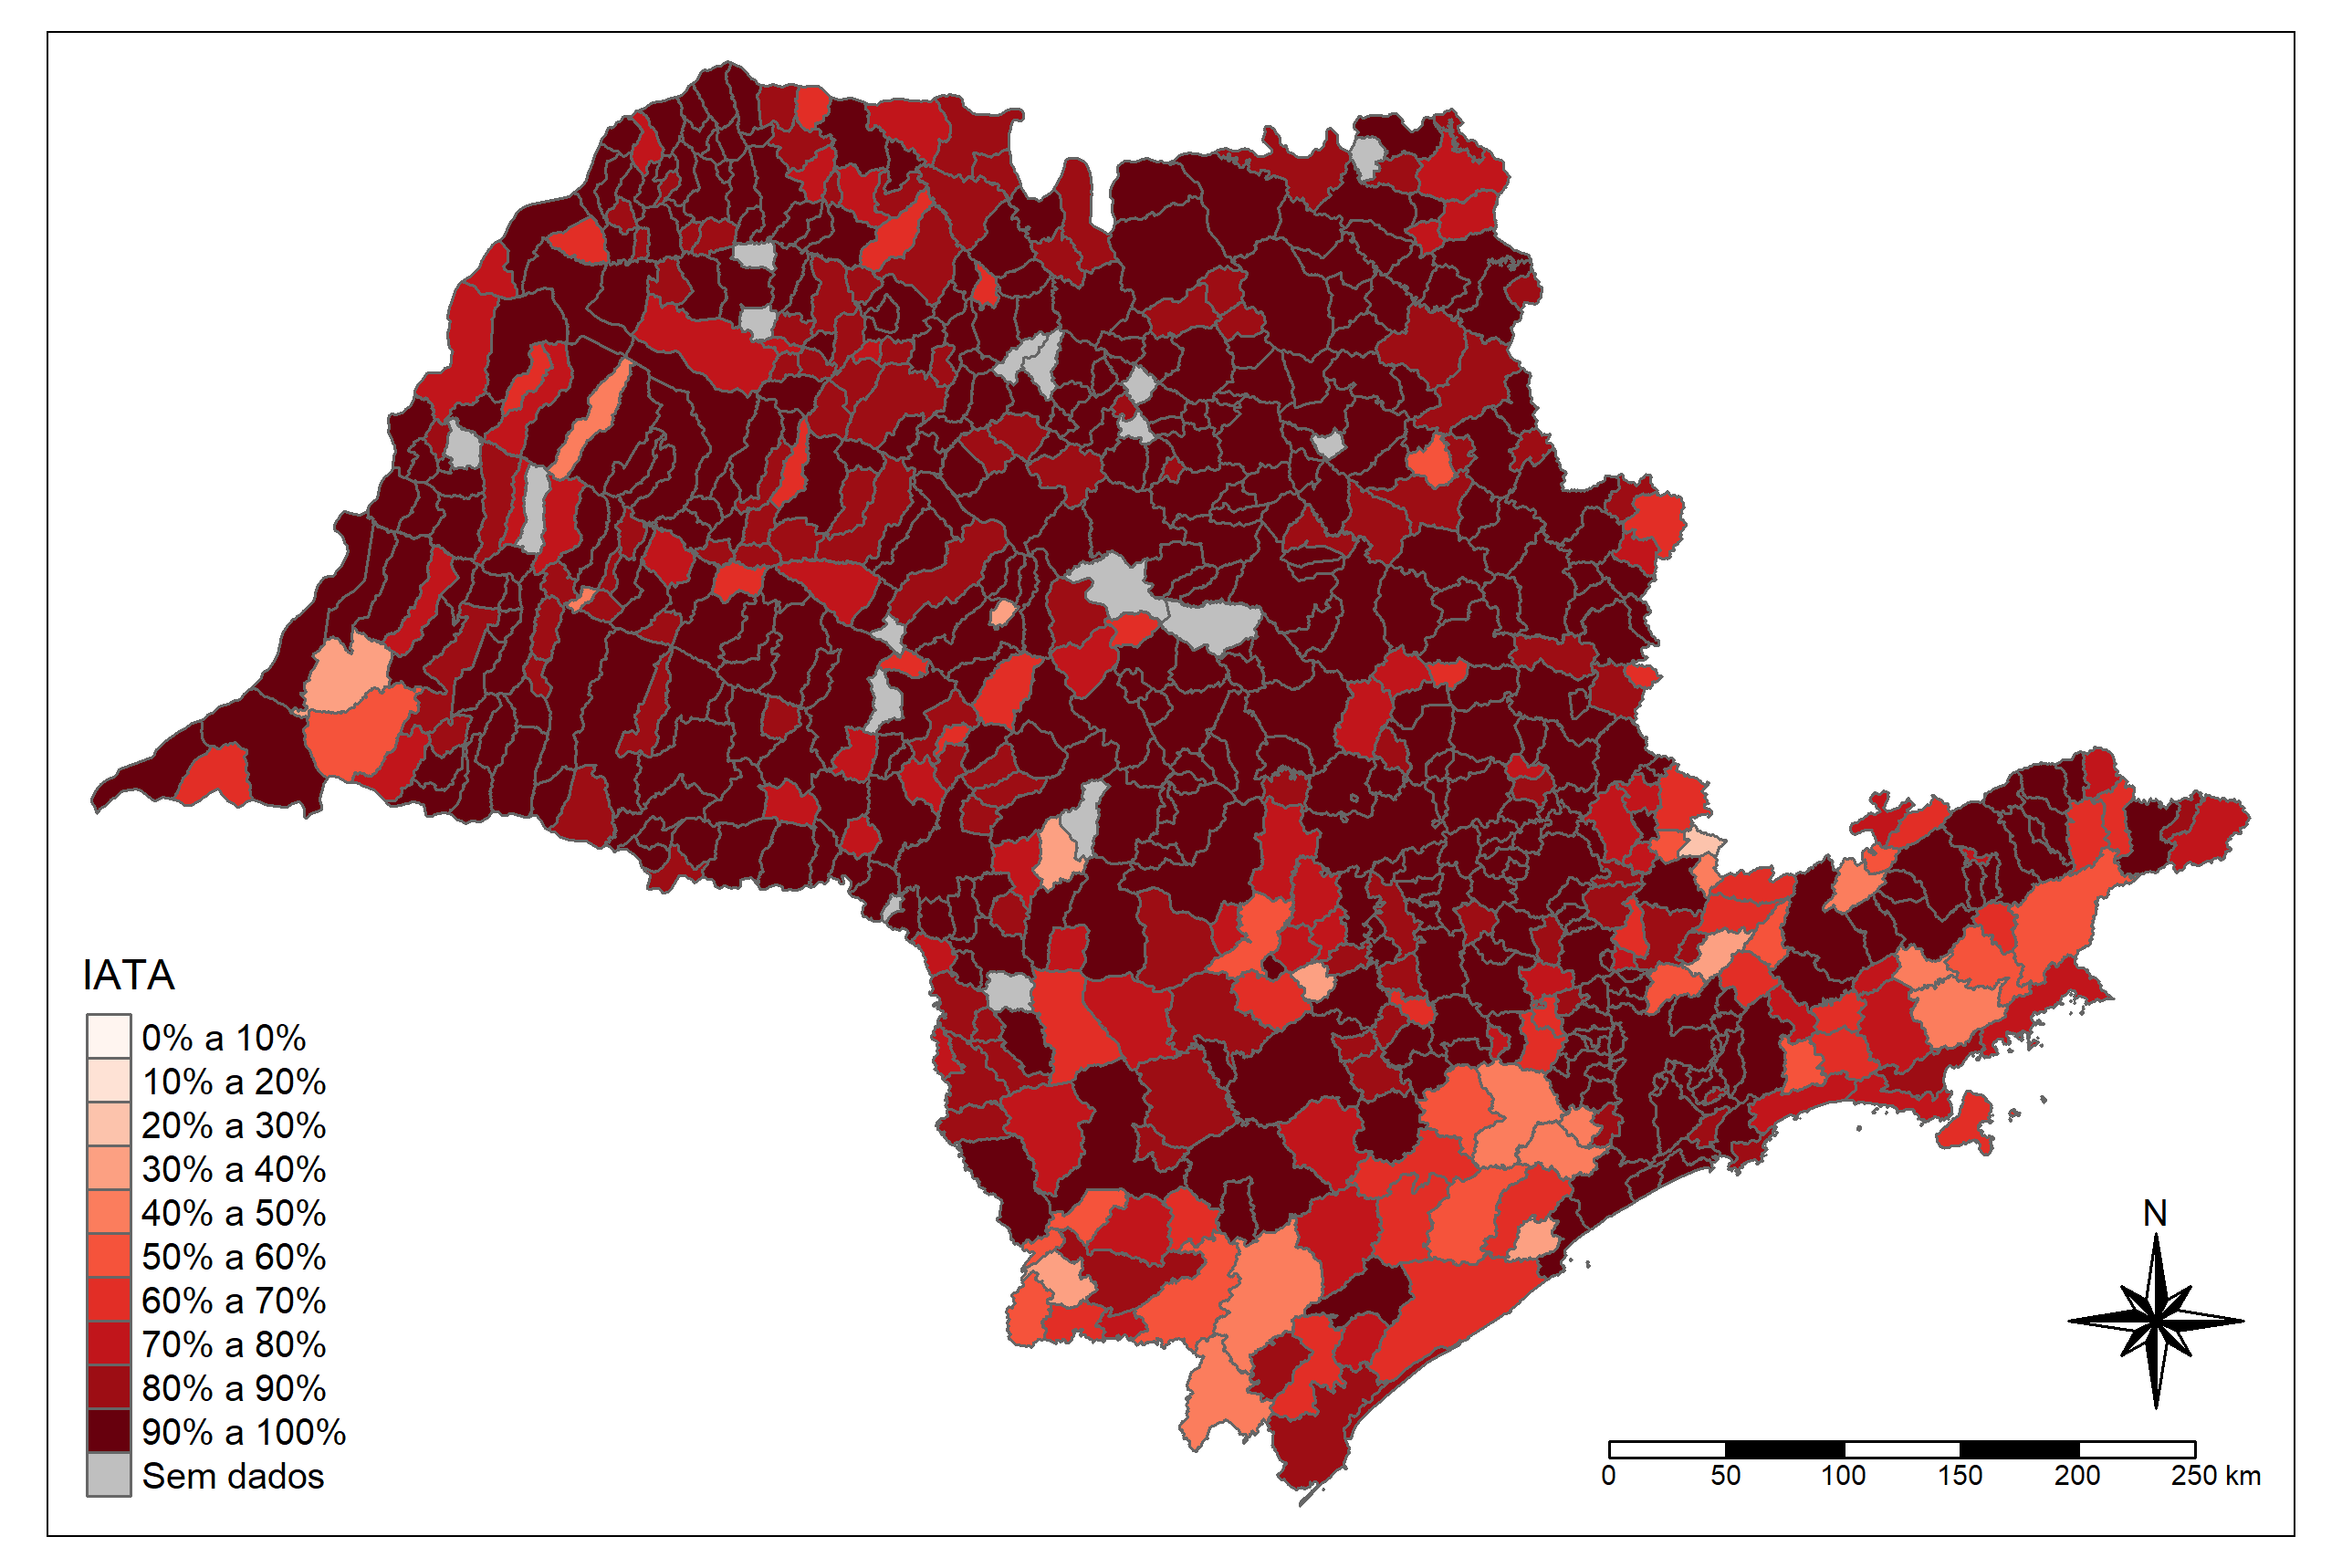 IATA
0% a 10%
10% a 20%
20% a 30%
30% a 40%
40% a 50%
50% a 60%
60% a 70%
70% a 80%
80% a 90%
90% a 100%
Sem dados
N
0 50 100 150 200 250 km